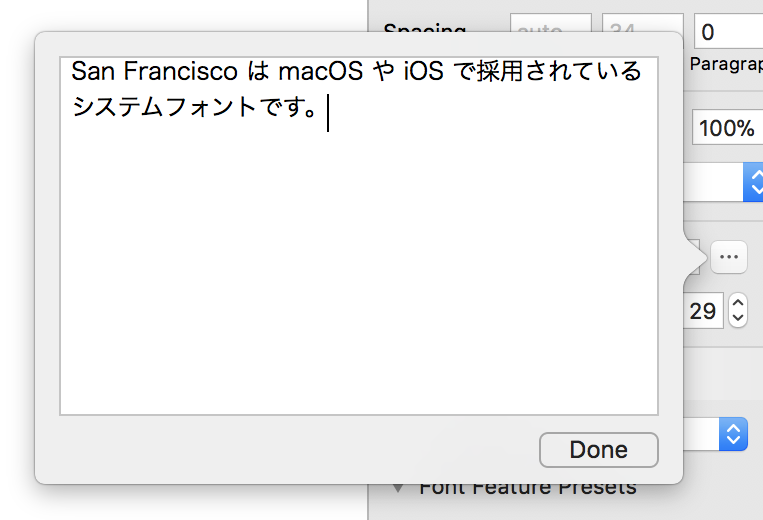 Spacing
auto
34
0
Paragrap
San Francisco は macOS や iOS で採用されている
システムフォントです。
100%
...
29
Done
Font Feature Presets